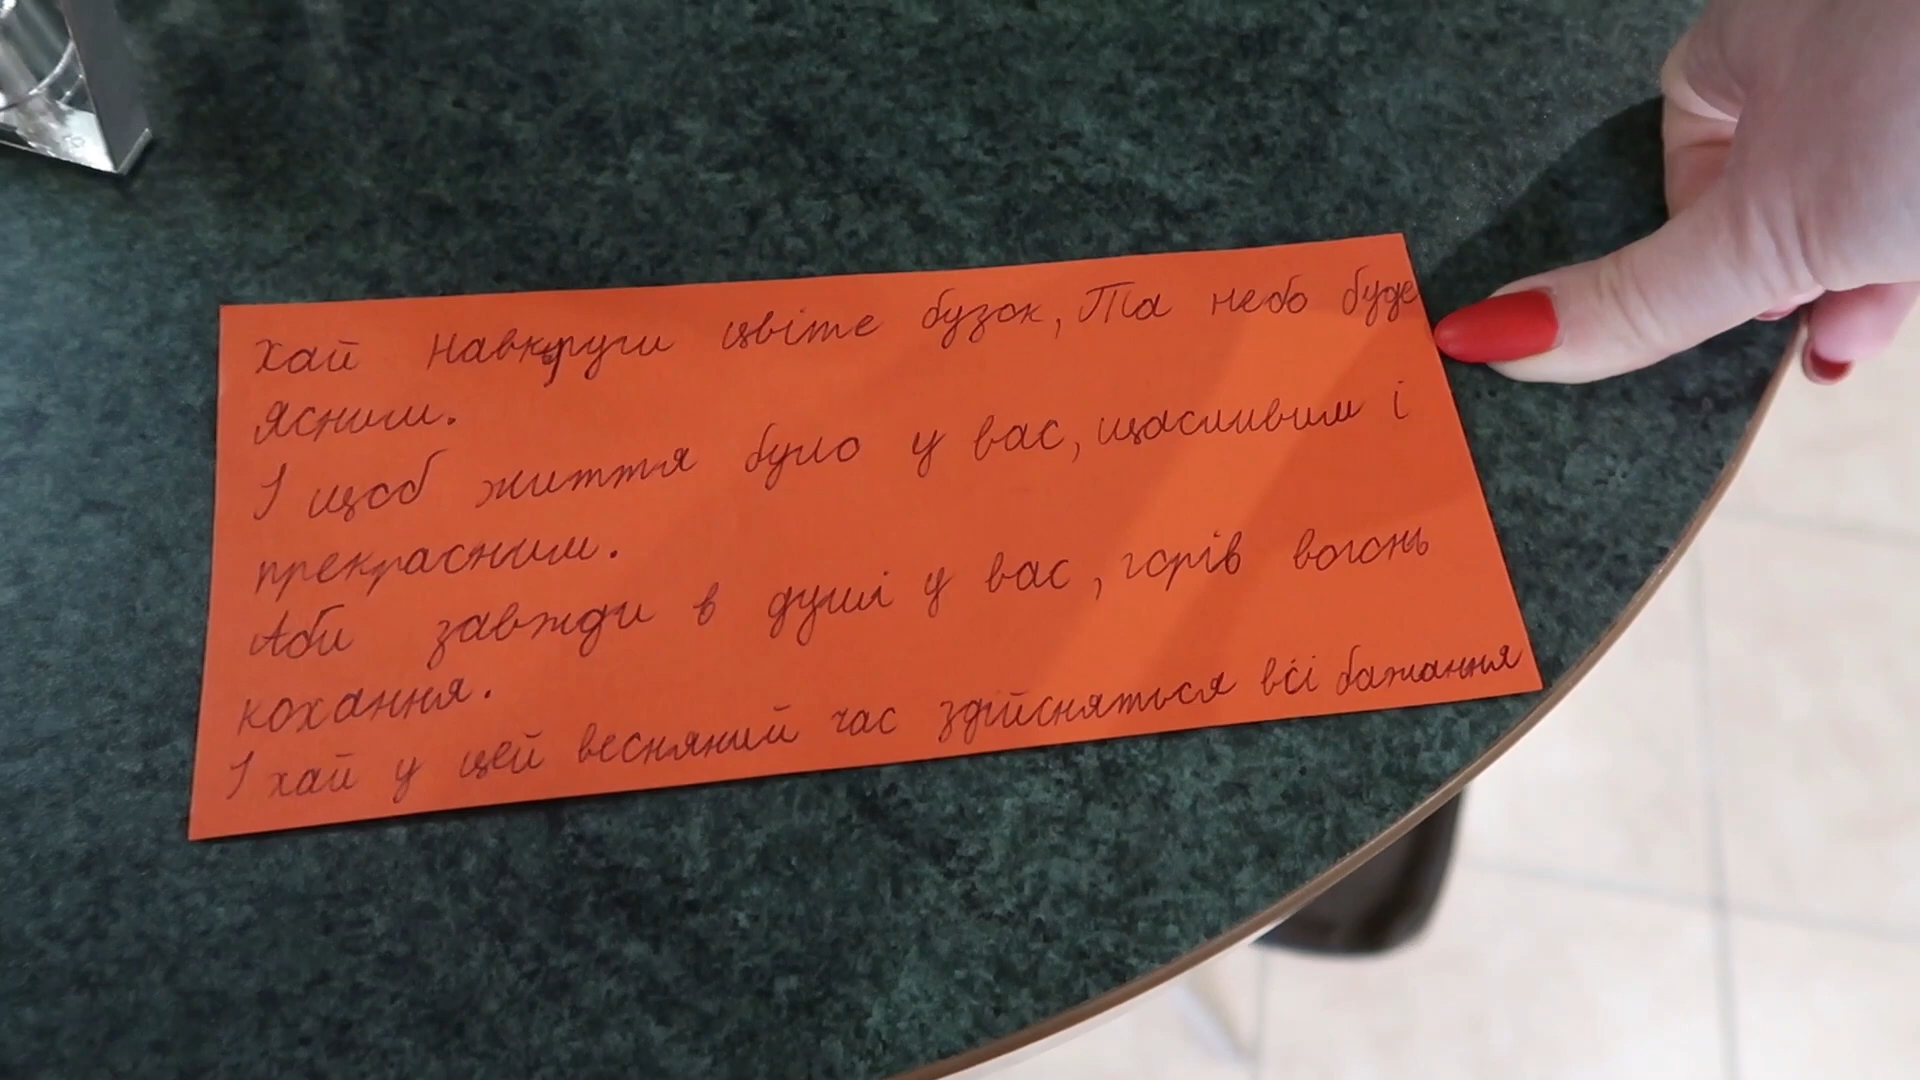 Хай навкруги цвіте бузок, Та небо буде
ясним.
І щоб життя було у вас, щасливим і
прекрасним.
Аби завжди в душі у вас, горів вогонь
кохання.
І хай у цей весняний час здійсняться всі бажання